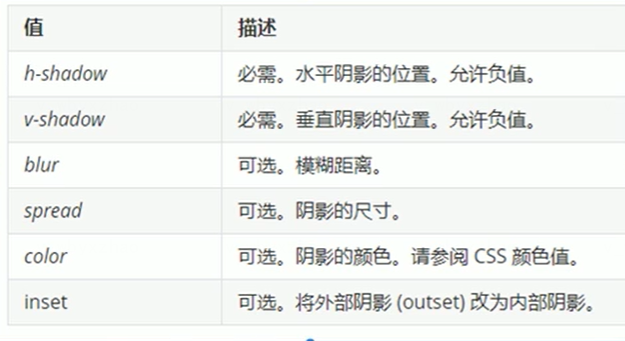 值 描述
h-shadow 必需。水平阴影的位置。允许负值。
v-shadow 必需。垂直阴影的位置。允许负值。
blur 可选。模糊距离。
spread 可选。阴影的尺寸。
color 可选。阴影的颜色。请参阅 CSS 颜色值。
inset 可选。将外部阴影 (outset) 改为内部阴影。